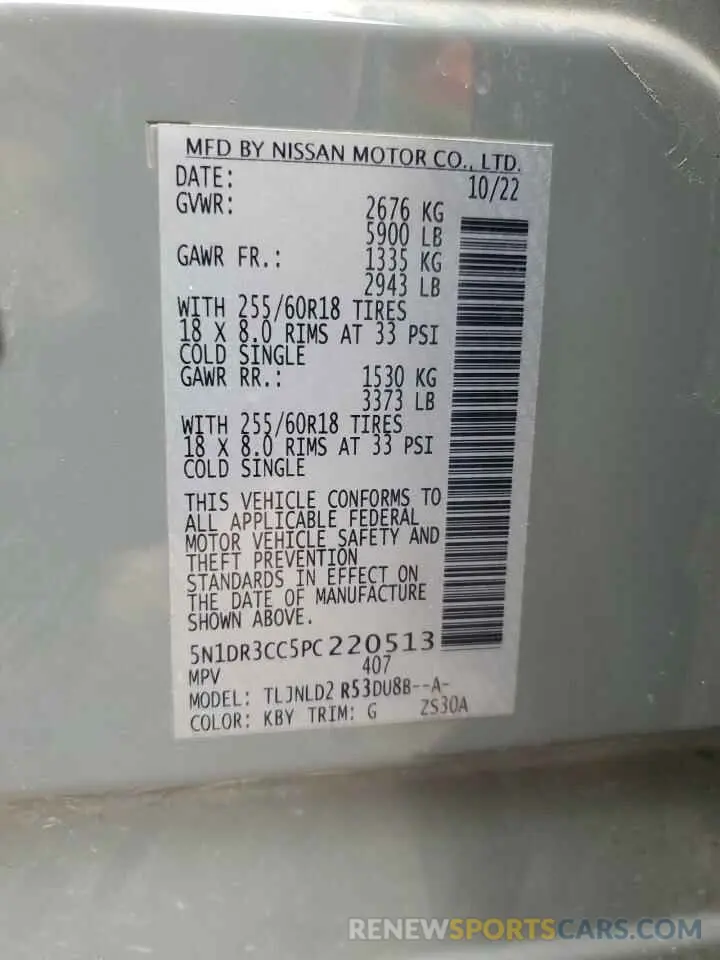 MFD BY NISSAN MOTOR CO., LTD.
DATE: 10/22
GVWR: 2676 KG
5900 LB
GAWR FR.: 1335 KG
2943 LB
WITH 255/60R18 TIRES
18 X 8.0 RIMS AT 33 PSI
COLD SINGLE
GAWR RR.: 1530 KG
3373 LB
WITH 255/60R18 TIRES
18 X 8.0 RIMS AT 33 PSI
COLD SINGLE
THIS VEHICLE CONFORMS TO
ALL APPLICABLE FEDERAL
MOTOR VEHICLE SAFETY AND
THEFT PREVENTION
STANDARDS IN EFFECT ON
THE DATE OF MANUFACTURE
SHOWN ABOVE.
5N1DR3CC5PC220513
MPV 407
MODEL: TLJNLD2 R53DU8B--A-
COLOR: KBY TRIM: G ZS30A
RENEWSPORTSCARS.COM